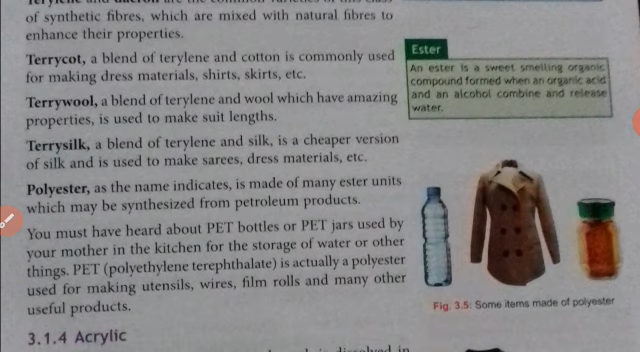 of synthetic fibres, which are mixed with natural fibres to
enhance their properties.
Terrycot, a blend of terylene and cotton is commonly used
for making dress materials, shirts, skirts, etc.
Terrywool, a blend of terylene and wool which have amazing
properties, is used to make suit lengths.
Terrysilk, a blend of terylene and silk, is a cheaper version
of silk and is used to make sarees, dress materials, etc.
Polyester, as the name indicates, is made of many ester units
which may be synthesized from petroleum products.
You must have heard about PET bottles or PET jars used by
your mother in the kitchen for the storage of water or other
things. PET (polyethylene terephthalate) is actually a polyester
used for making utensils, wires, film rolls and many other
useful products.
3.1.4 Acrylic
dissolved in
Ester
An ester is a sweet smelling organic
compound formed when an organic acid
and an alcohol combine and release
water.
Fig. 3.5: Some items made of polyester